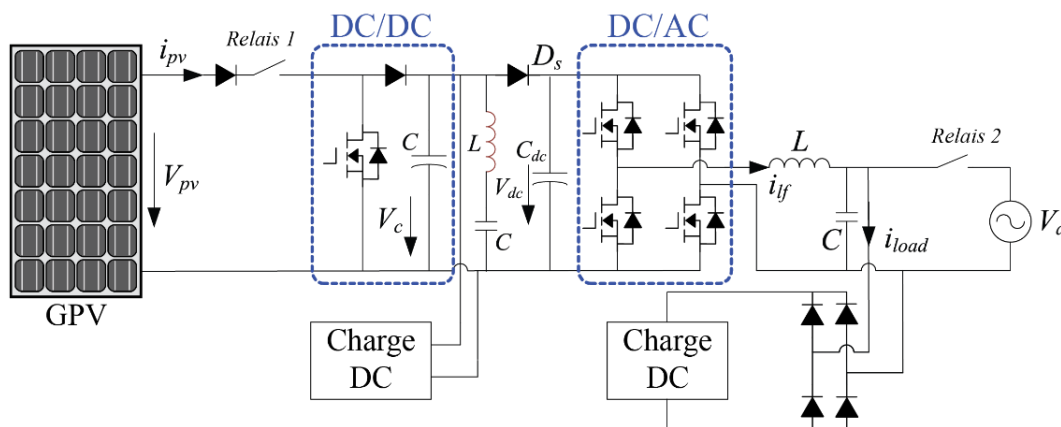 DC/DC
DC/AC
i_pv
Relais 1
D_s
V_pv
C
L
C_dc
V_dc
V_c
C
L
i_lf
Relais 2
C
i_load
GPV
Charge
DC
Charge
DC